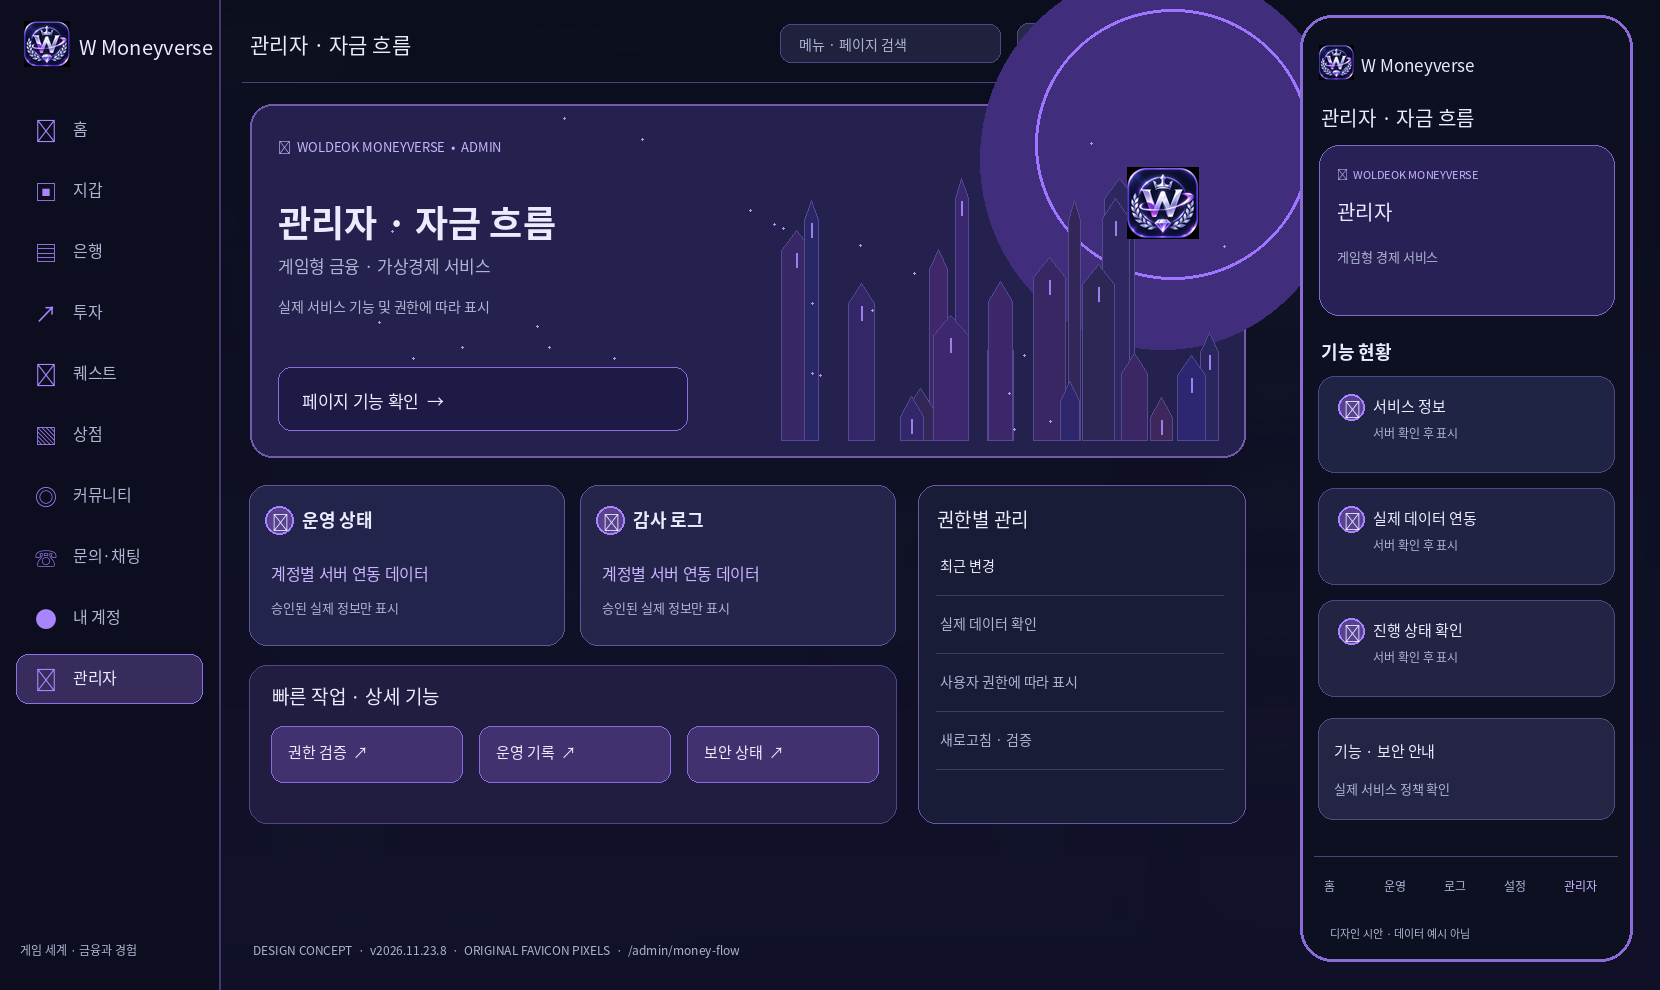 W Moneyverse
홈
지갑
은행
투자
퀘스트
상점
커뮤니티
문의·채팅
내 계정
관리자
게임 세계 · 금융과 경험
관리자 · 자금 흐름
메뉴 · 페이지 검색
WOLDEOK MONEYVERSE • ADMIN
관리자 · 자금 흐름
게임형 금융 · 가상경제 서비스
실제 서비스 기능 및 권한에 따라 표시
페이지 기능 확인 →
W
운영 상태
계정별 서버 연동 데이터
승인된 실제 정보만 표시
감사 로그
계정별 서버 연동 데이터
승인된 실제 정보만 표시
빠른 작업 · 상세 기능
권한 검증 ↗
운영 기록 ↗
보안 상태 ↗
권한별 관리
최근 변경
실제 데이터 확인
사용자 권한에 따라 표시
새로고침 · 검증
DESIGN CONCEPT · v2026.11.23.8 · ORIGINAL FAVICON PIXELS · /admin/money-flow
W Moneyverse
관리자 · 자금 흐름
WOLDEOK MONEYVERSE
관리자
게임형 경제 서비스
기능 현황
서비스 정보
서버 확인 후 표시
실제 데이터 연동
서버 확인 후 표시
진행 상태 확인
서버 확인 후 표시
기능 · 보안 안내
실제 서비스 정책 확인
홈 운영 로그 설정 관리자
디자인 시안 · 데이터 예시 아님